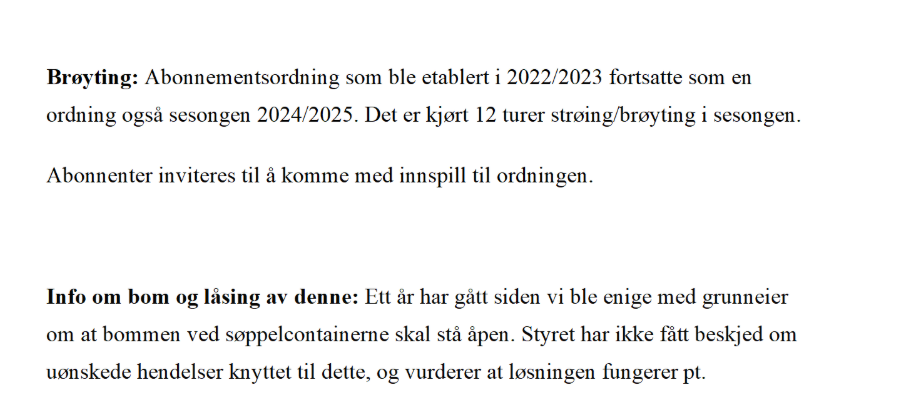 Brøyting: Abonnementsordning som ble etablert i 2022/2023 fortsatte som en
ordning også sesongen 2024/2025. Det er kjørt 12 turer strøing/brøyting i sesongen.
Abonnenter inviteres til å komme med innspill til ordningen.
Info om bom og låsing av denne: Ett år har gått siden vi ble enige med grunneier
om at bommen ved søppelcontainerne skal stå åpen. Styret har ikke fått beskjed om
uønskede hendelser knyttet til dette, og vurderer at løsningen fungerer pt.